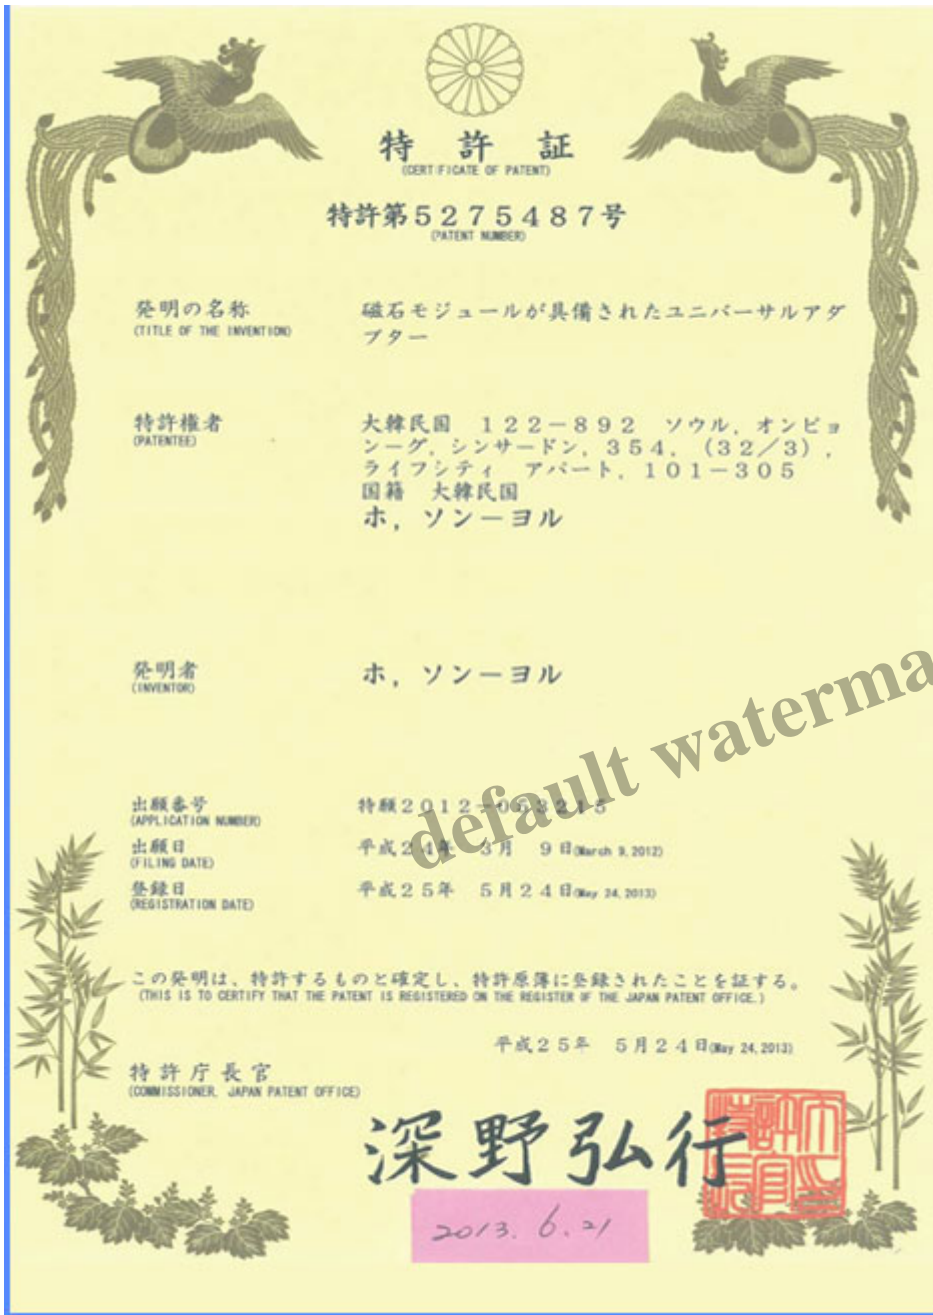 特許証
(CERTIFICATE OF PATENT)
特許第5275487号
(PATENT NUMBER)
発明の名称
(TITLE OF THE INVENTION)
磁石モジュールが具備されたユニバーサルアダ
プター
特許権者
(PATENTEE)
大韓民国 122-892 ソウル,オンピョ
ンーグ,シンサードン,354,(32/3),
ライフシティ アパート,101-305
国籍 大韓民国
ホ,ソンーヨル
発明者
(INVENTOR)
ホ,ソンーヨル
出願番号
(APPLICATION NUMBER)
特願2012-053215
出願日
(FILING DATE)
平成24年 3月 9日(March 9,2012)
登録日
(REGISTRATION DATE)
平成25年 5月24日(May 24,2013)
この発明は、特許するものと確定し、特許原簿に登録されたことを証する。
(THIS IS TO CERTIFY THAT THE PATENT IS REGISTERED ON THE REGISTER OF THE JAPAN PATENT OFFICE.)
平成25年 5月24日(May 24,2013)
特許庁長官
(COMMISSIONER, JAPAN PATENT OFFICE)
深野弘行
2013. 6. 21
default waterma